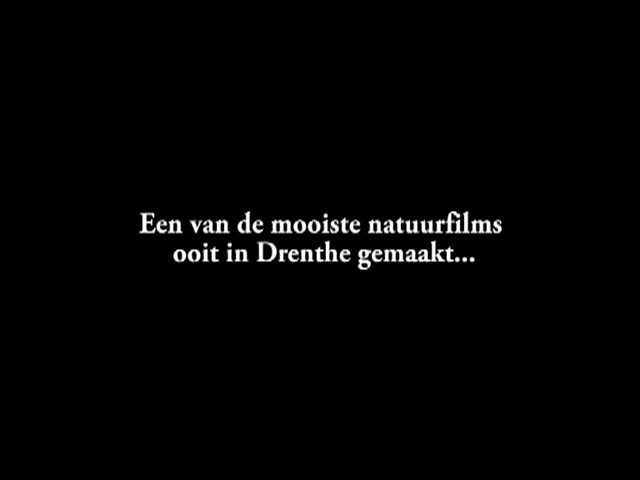 Een van de mooiste natuurfilms
ooit in Drenthe gemaakt...